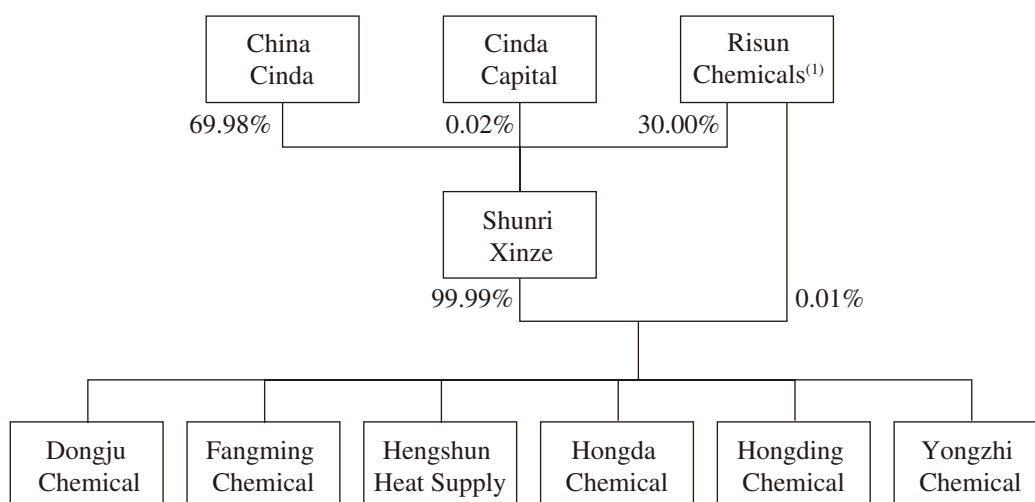 China
Cinda
Cinda
Capital
Risun
Chemicals(1)
69.98%
0.02%
30.00%
Shunri
Xinze
99.99%
0.01%
Dongju
Chemical
Fangming
Chemical
Hengshun
Heat Supply
Hongda
Chemical
Hongding
Chemical
Yongzhi
Chemical